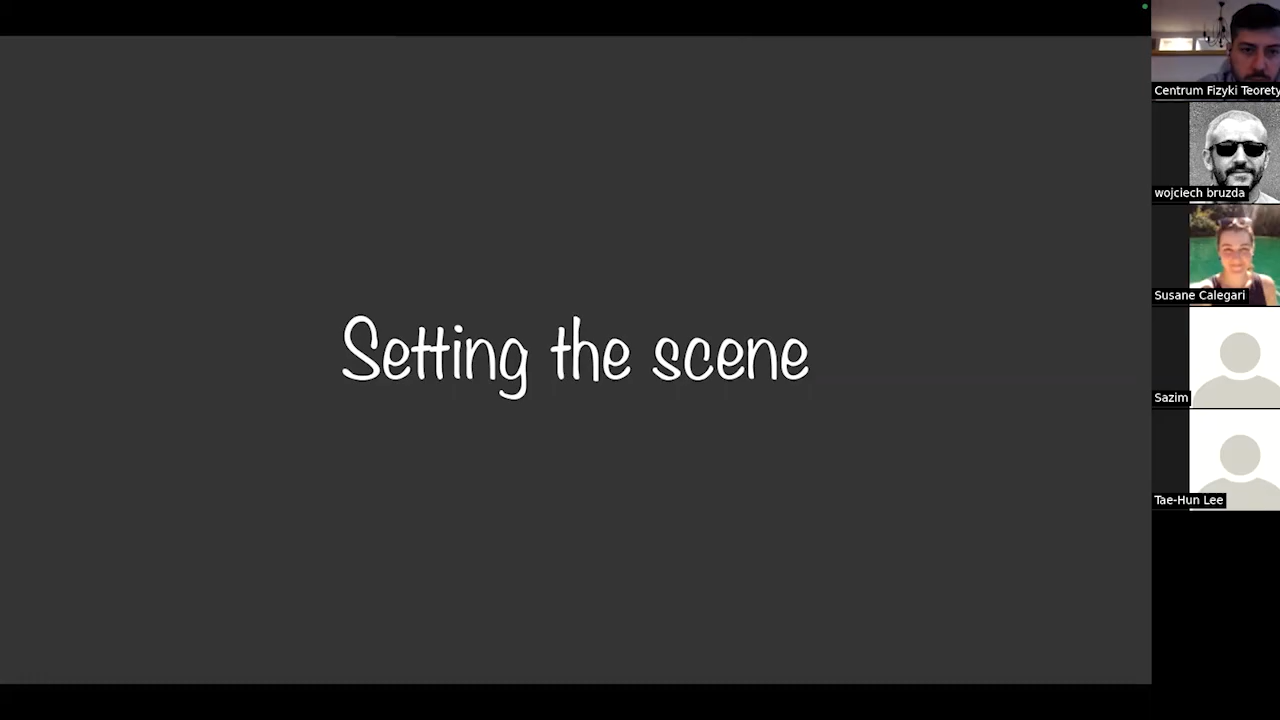 Setting the scene
Centrum Fizyki Teorety
wojciech bruzda
Susane Calegari
Sazim
Tae-Hun Lee